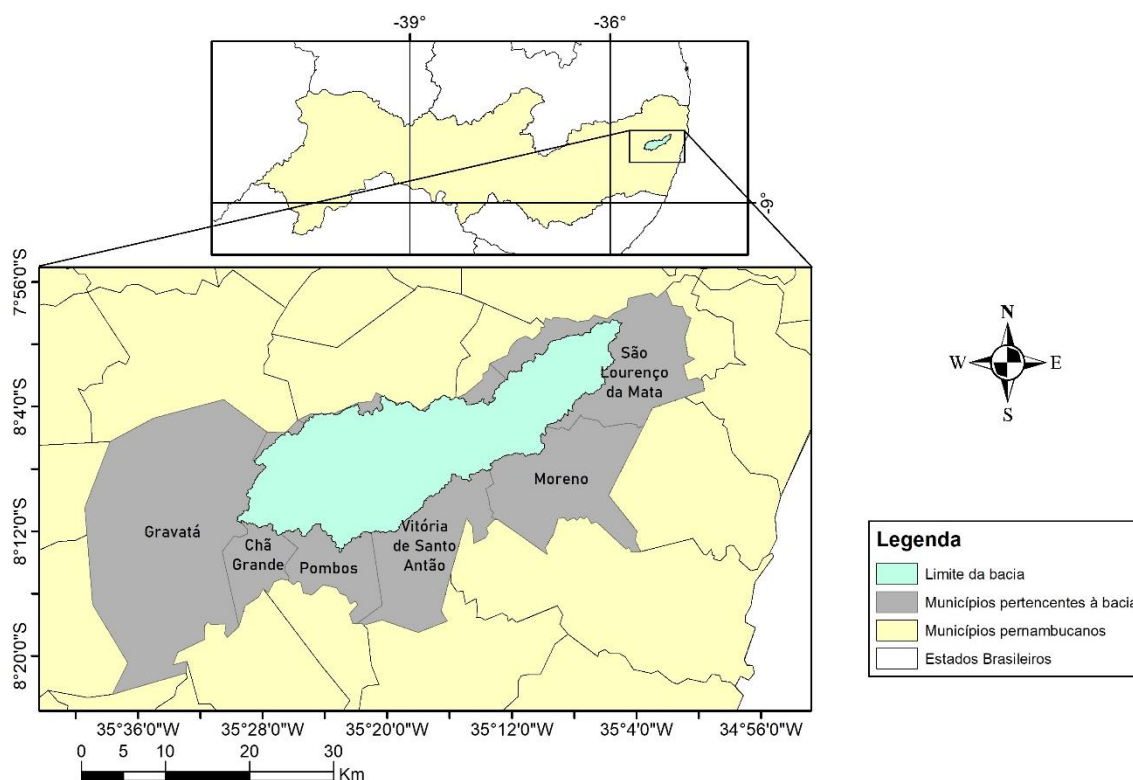 -39°
-36°
-9°
7°56'0"S
8°4'0"S
8°12'0"S
8°20'0"S
São
Lourenço
da Mata
Moreno
Gravatá
Vitória
de Santo
Antão
Chã
Grande
Pombos
35°36'0"W
35°28'0"W
35°20'0"W
35°12'0"W
35°4'0"W
34°56'0"W
0 5 10 20 30
Km
N
W E
S
Legenda
Limite da bacia
Municípios pertencentes à bacia
Municípios pernambucanos
Estados Brasileiros